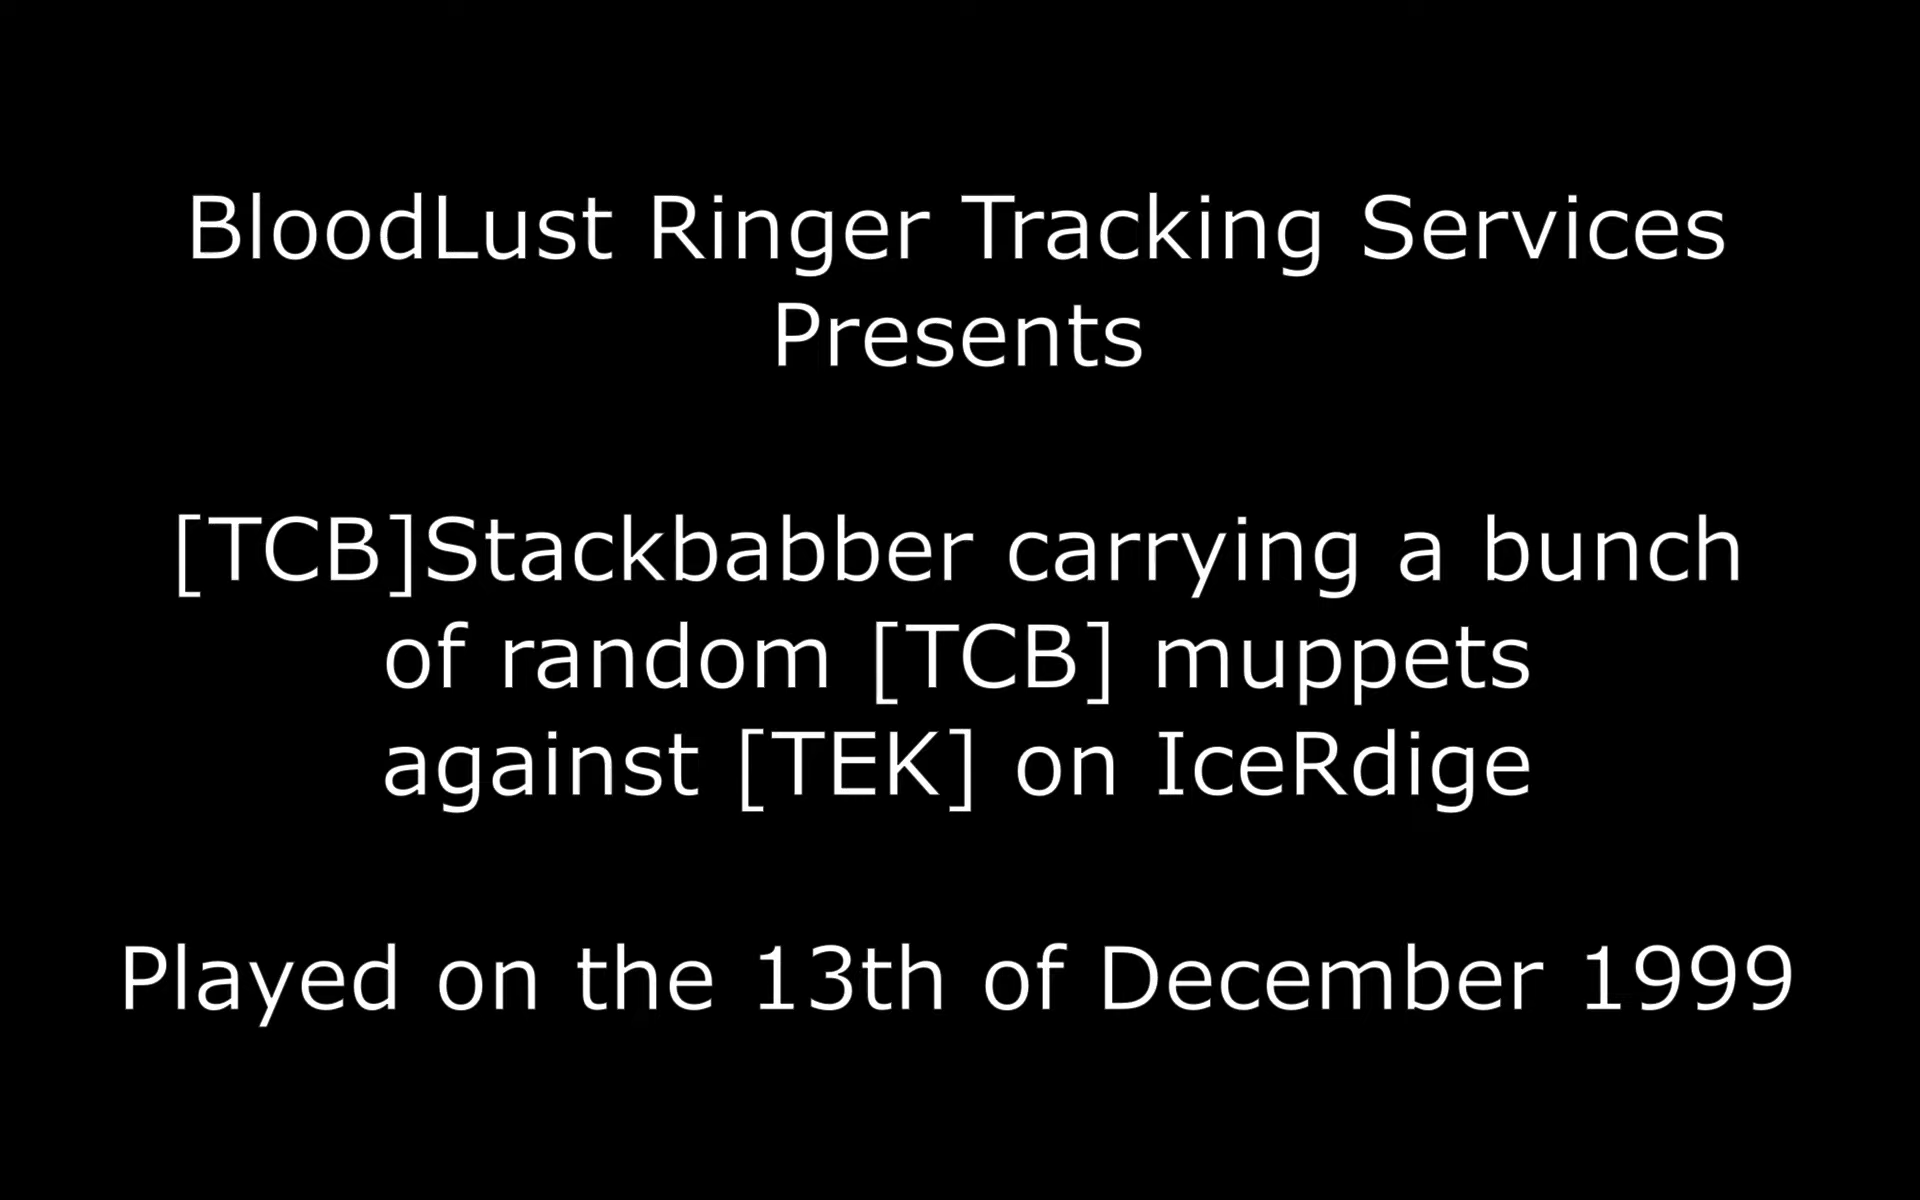 BloodLust Ringer Tracking Services
Presents
[TCB]Stackbabber carrying a bunch
of random [TCB] muppets
against [TEK] on IceRdige
Played on the 13th of December 1999